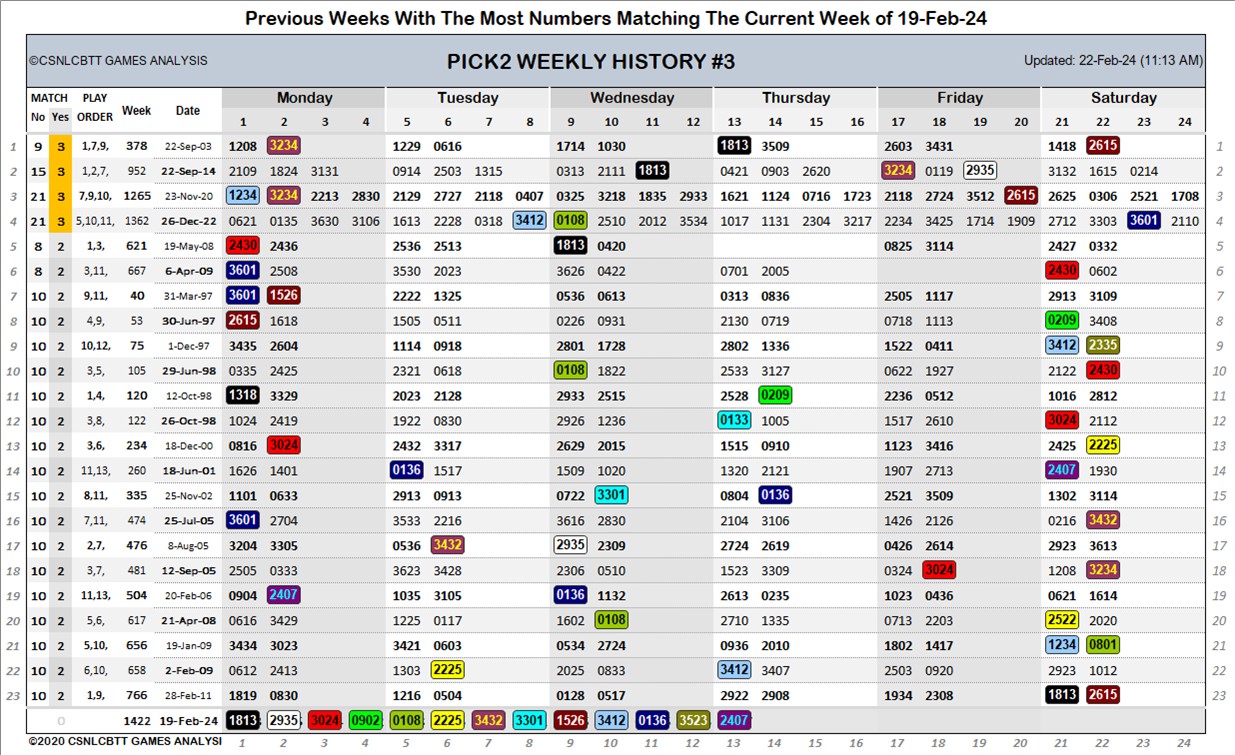 Previous Weeks With The Most Numbers Matching The Current Week of 19-Feb-24
©CSNLCBTT GAMES ANALYSIS PICK2 WEEKLY HISTORY #3 Updated: 22-Feb-24 (11:13 AM)
MATCH PLAY Week Date Monday Tuesday Wednesday Thursday Friday Saturday
No Yes ORDER 1 2 3 4 5 6 7 8 9 10 11 12 13 14 15 16 17 18 19 20 21 22 23 24
1 9 3 1,7,9, 378 22-Sep-03 1208 3234 1229 0616 1714 1030 1813 3509 2603 3431 1418 2615 1
2 15 3 1,2,7, 952 22-Sep-14 2109 1824 3131 0914 2503 1315 0313 2111 1813 0421 0903 2620 3234 0119 2935 3132 1615 0214 2
3 21 3 7,9,10, 1265 23-Nov-20 1234 3234 2213 2830 2129 2727 2118 0407 0325 3218 1835 2933 1621 1124 0716 1723 2118 2724 3512 2615 2625 0306 2521 1708 3
4 21 3 5,10,11, 1362 26-Dec-22 0621 0135 3630 3106 1613 2228 0318 3412 0108 2510 2012 3534 1017 1131 2304 3217 2234 3425 1714 1909 2712 3303 3601 2110 4
5 8 2 1,3, 621 19-May-08 2430 2436 2536 2513 1813 0420 0825 3114 2427 0332 5
6 8 2 3,11, 667 6-Apr-09 3601 2508 3530 2023 3626 0422 0701 2005 2430 0602 6
7 10 2 9,11, 40 31-Mar-97 3601 1526 2222 1325 0536 0613 0313 0836 2505 1117 2913 3109 7
8 10 2 4,9, 53 30-Jun-97 2615 1618 1505 0511 0226 0931 2130 0719 0718 1113 0209 3408 8
9 10 2 10,12, 75 1-Dec-97 3435 2604 1114 0918 2801 1728 2802 1336 1522 0411 3412 2335 9
10 10 2 3,5, 105 29-Jun-98 0335 2425 2321 0618 0108 1822 2533 3127 0622 1927 2122 2430 10
11 10 2 1,4, 120 12-Oct-98 1318 3329 2023 2128 2933 2515 2528 0209 2236 0512 1016 2812 11
12 10 2 3,8, 122 26-Oct-98 1024 2419 1922 0830 2926 1236 0133 1005 1517 2610 3024 2112 12
13 10 2 3,6, 234 18-Dec-00 0816 3024 2432 3317 2629 2015 1515 0910 1123 3416 2425 2225 13
14 10 2 11,13, 260 18-Jun-01 1626 1401 0136 1517 1509 1020 1320 2121 1907 2713 2407 1930 14
15 10 2 8,11, 335 25-Nov-02 1101 0633 2913 0913 0722 3301 0804 0136 2521 3509 1302 3114 15
16 10 2 7,11, 474 25-Jul-05 3601 2704 3533 2216 3616 2830 2104 3106 1426 2126 0216 3432 16
17 10 2 2,7, 476 8-Aug-05 3204 3305 0536 3432 2935 2309 2724 2619 0426 2614 2923 3613 17
18 10 2 3,7, 481 12-Sep-05 2505 0333 3623 3428 2306 0510 1523 3309 0324 3024 1208 3234 18
19 10 2 11,13, 504 20-Feb-06 0904 2407 1035 3105 0136 1132 2613 0235 1023 0436 0621 1614 19
20 10 2 5,6, 617 21-Apr-08 0616 3429 1225 0117 1602 0108 2710 1335 0713 2203 2522 2020 20
21 10 2 5,10, 656 19-Jan-09 3434 3023 3421 0603 0534 2724 0936 2010 1802 1417 1234 0801 21
22 10 2 6,10, 658 2-Feb-09 0612 2413 1303 2225 2025 0833 3412 3407 2503 0920 2923 1012 22
23 10 2 1,9, 766 28-Feb-11 1819 0830 1216 0504 0128 0517 2922 2908 1934 2308 1813 2615 23
0 1422 19-Feb-24 1813 2935 3024 0902 0108 2225 3432 3301 1526 3412 0136 3523 2407
©2020 CSNLCBTT GAMES ANALYSI 1 2 3 4 5 6 7 8 9 10 11 12 13 14 15 16 17 18 19 20 21 22 23 24